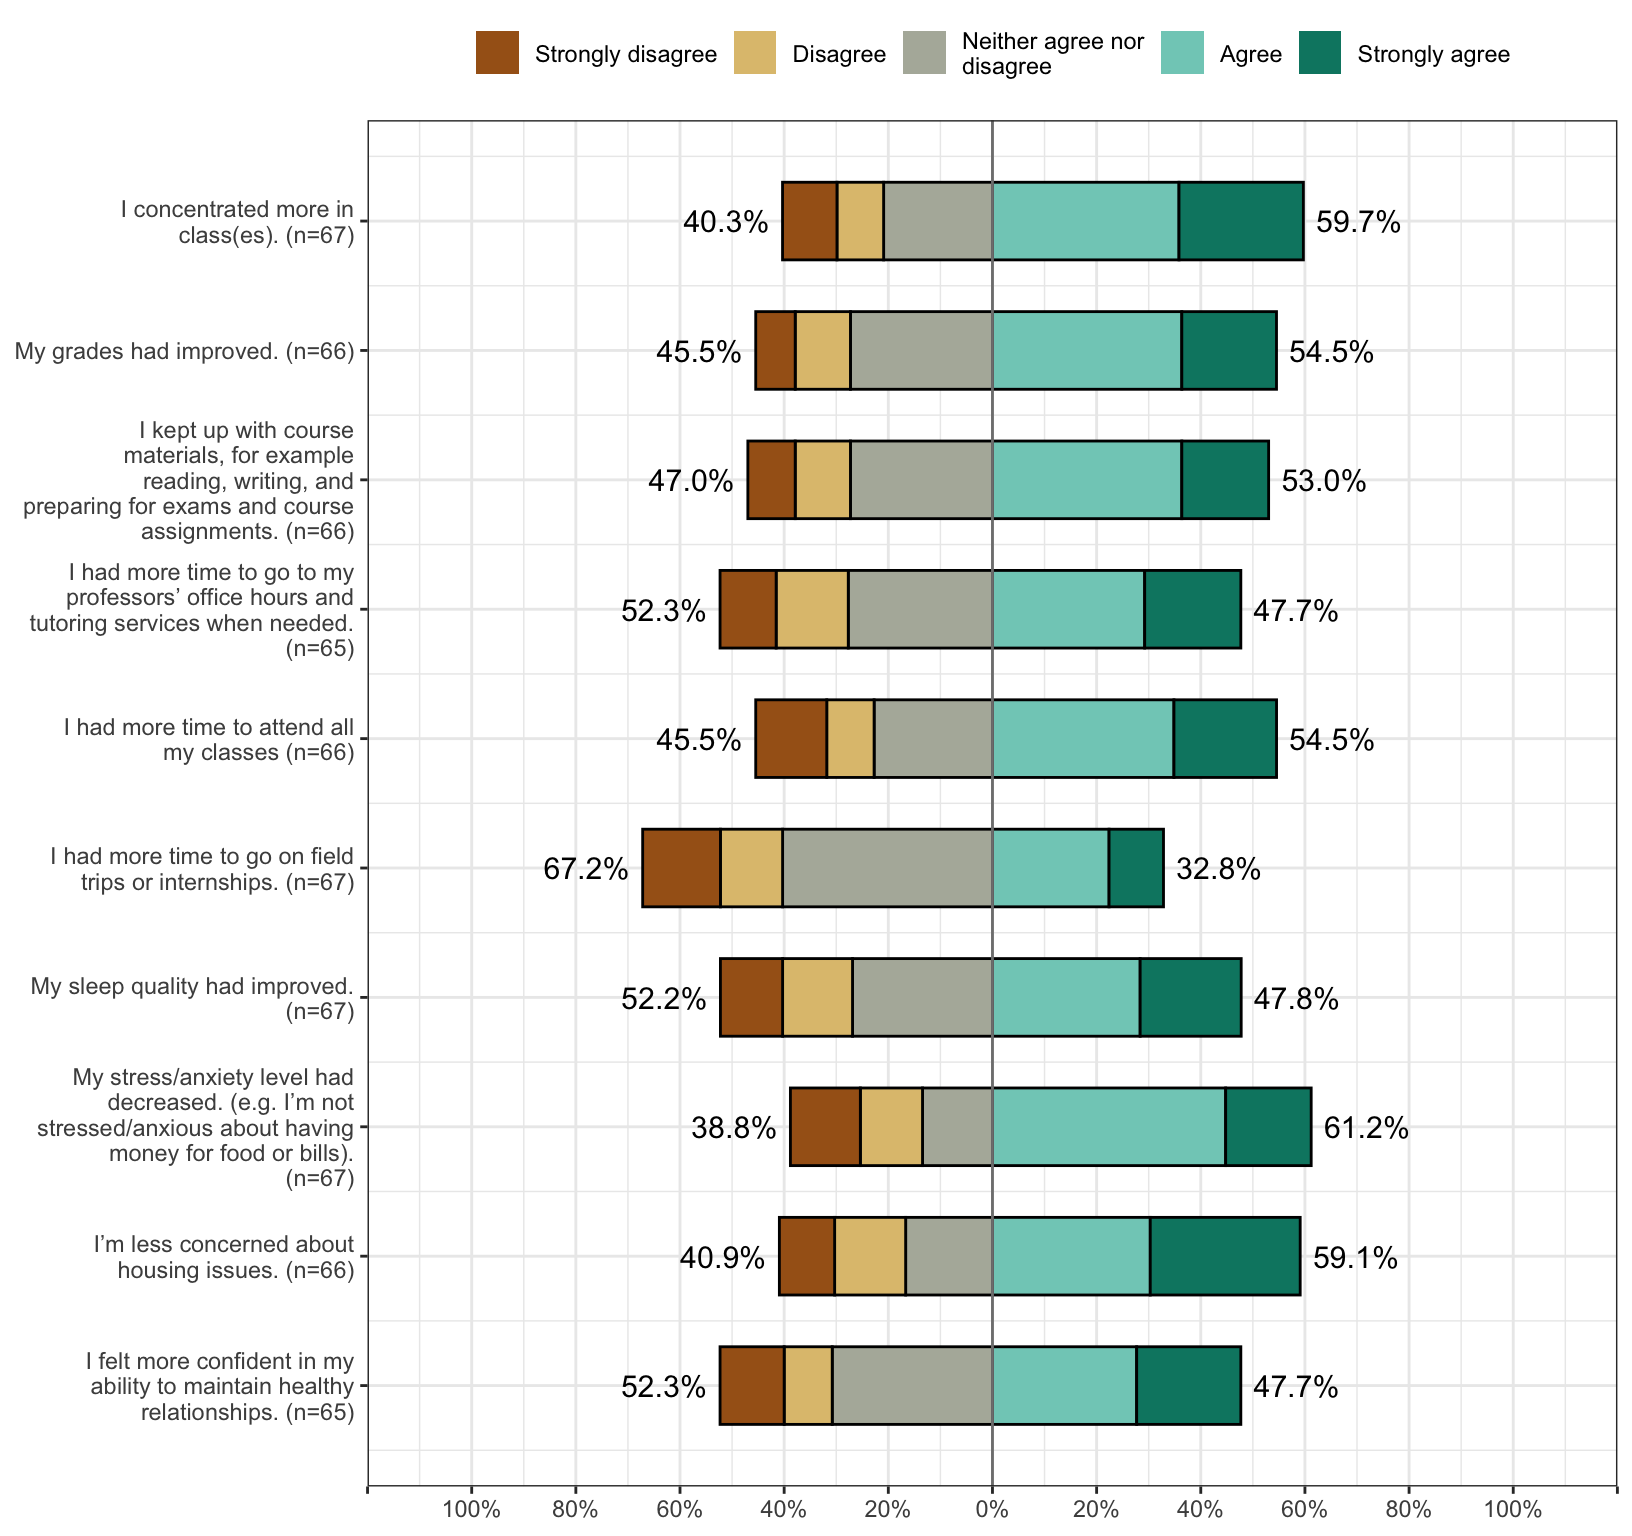 Strongly disagree
Disagree
Neither agree nor
disagree
Agree
Strongly agree
I concentrated more in
class(es). (n=67)
40.3%
59.7%
My grades had improved. (n=66)
45.5%
54.5%
I kept up with course
materials, for example
reading, writing, and
preparing for exams and course
assignments. (n=66)
47.0%
53.0%
I had more time to go to my
professors’ office hours and
tutoring services when needed.
(n=65)
52.3%
47.7%
I had more time to attend all
my classes (n=66)
45.5%
54.5%
I had more time to go on field
trips or internships. (n=67)
67.2%
32.8%
My sleep quality had improved.
(n=67)
52.2%
47.8%
My stress/anxiety level had
decreased. (e.g. I’m not
stressed/anxious about having
money for food or bills).
(n=67)
38.8%
61.2%
I’m less concerned about
housing issues. (n=66)
40.9%
59.1%
I felt more confident in my
ability to maintain healthy
relationships. (n=65)
52.3%
47.7%
100% 80% 60% 40% 20% 0% 20% 40% 60% 80% 100%